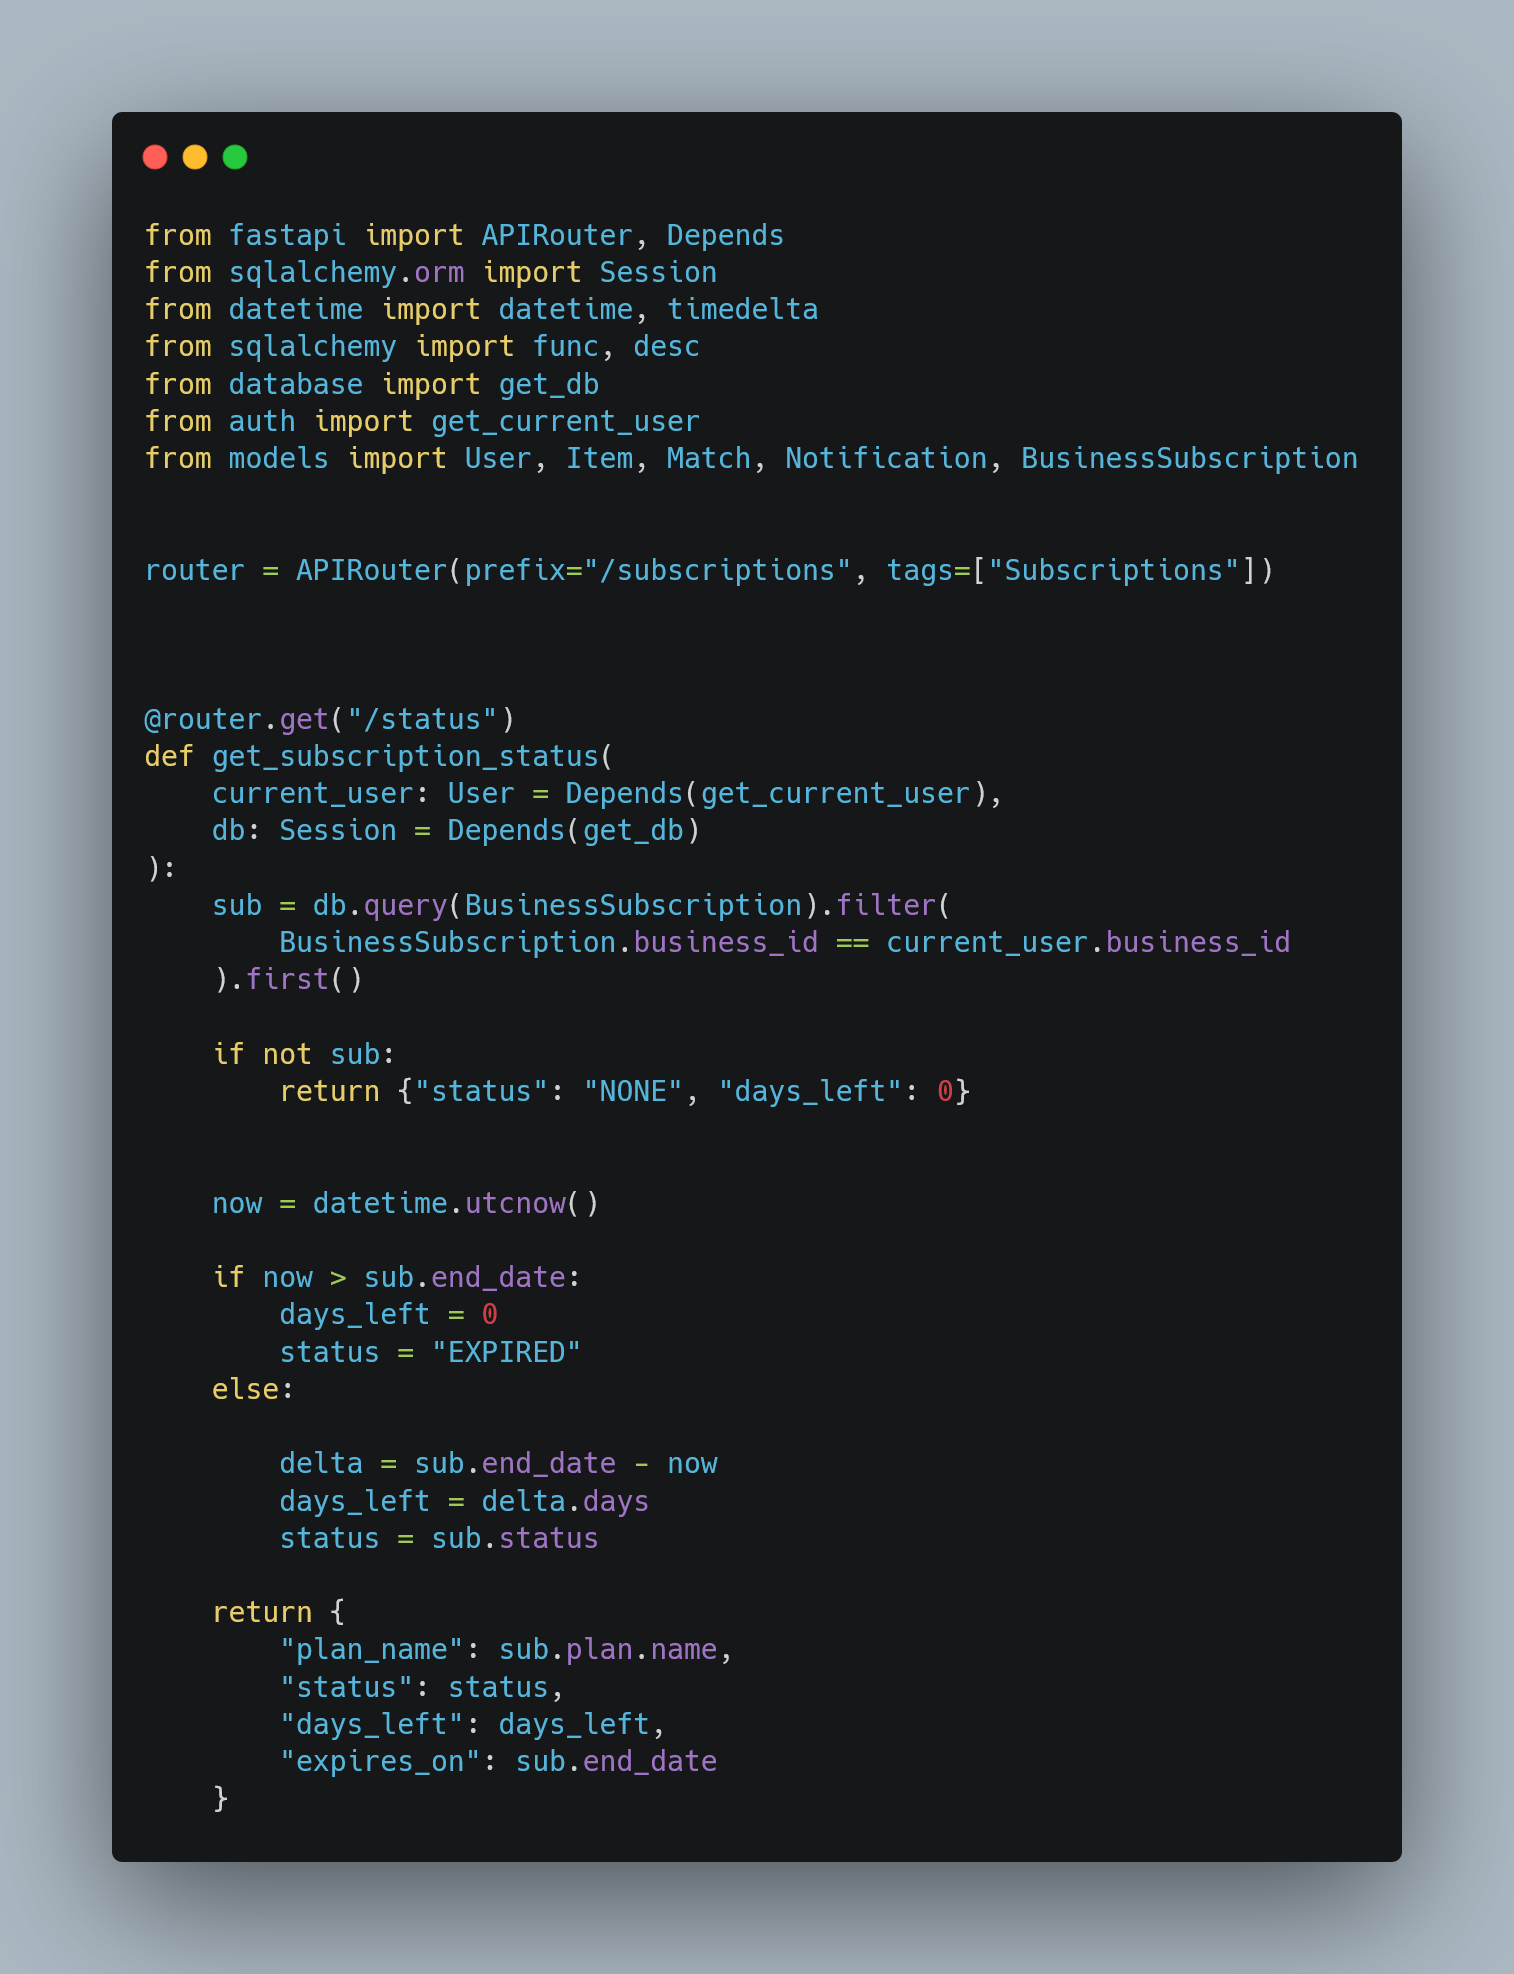 from fastapi import APIRouter, Depends
from sqlalchemy.orm import Session
from datetime import datetime, timedelta
from sqlalchemy import func, desc
from database import get_db
from auth import get_current_user
from models import User, Item, Match, Notification, BusinessSubscription
router = APIRouter(prefix="/subscriptions", tags=["Subscriptions"])
@router.get("/status")
def get_subscription_status(
    current_user: User = Depends(get_current_user),
    db: Session = Depends(get_db)
):
    sub = db.query(BusinessSubscription).filter(
        BusinessSubscription.business_id == current_user.business_id
    ).first()
    if not sub:
        return {"status": "NONE", "days_left": 0}
    now = datetime.utcnow()
    if now > sub.end_date:
        days_left = 0
        status = "EXPIRED"
    else:
        delta = sub.end_date - now
        days_left = delta.days
        status = sub.status
    return {
        "plan_name": sub.plan.name,
        "status": status,
        "days_left": days_left,
        "expires_on": sub.end_date
    }